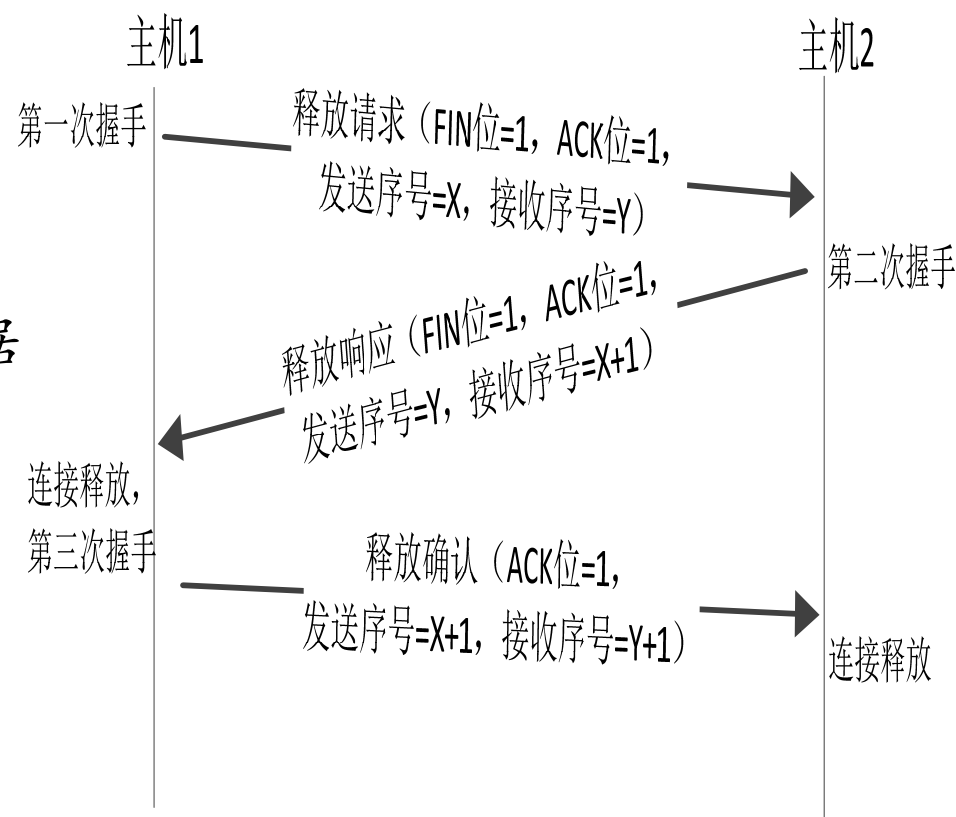 主机1
主机2
第一次握手
释放请求（FIN位=1，ACK位=1，
发送序号=X，接收序号=Y）
第二次握手
释放响应（FIN位=1，ACK位=1，
发送序号=Y，接收序号=X+1）
连接释放，
第三次握手
释放确认（ACK位=1，
发送序号=X+1，接收序号=Y+1）
连接释放